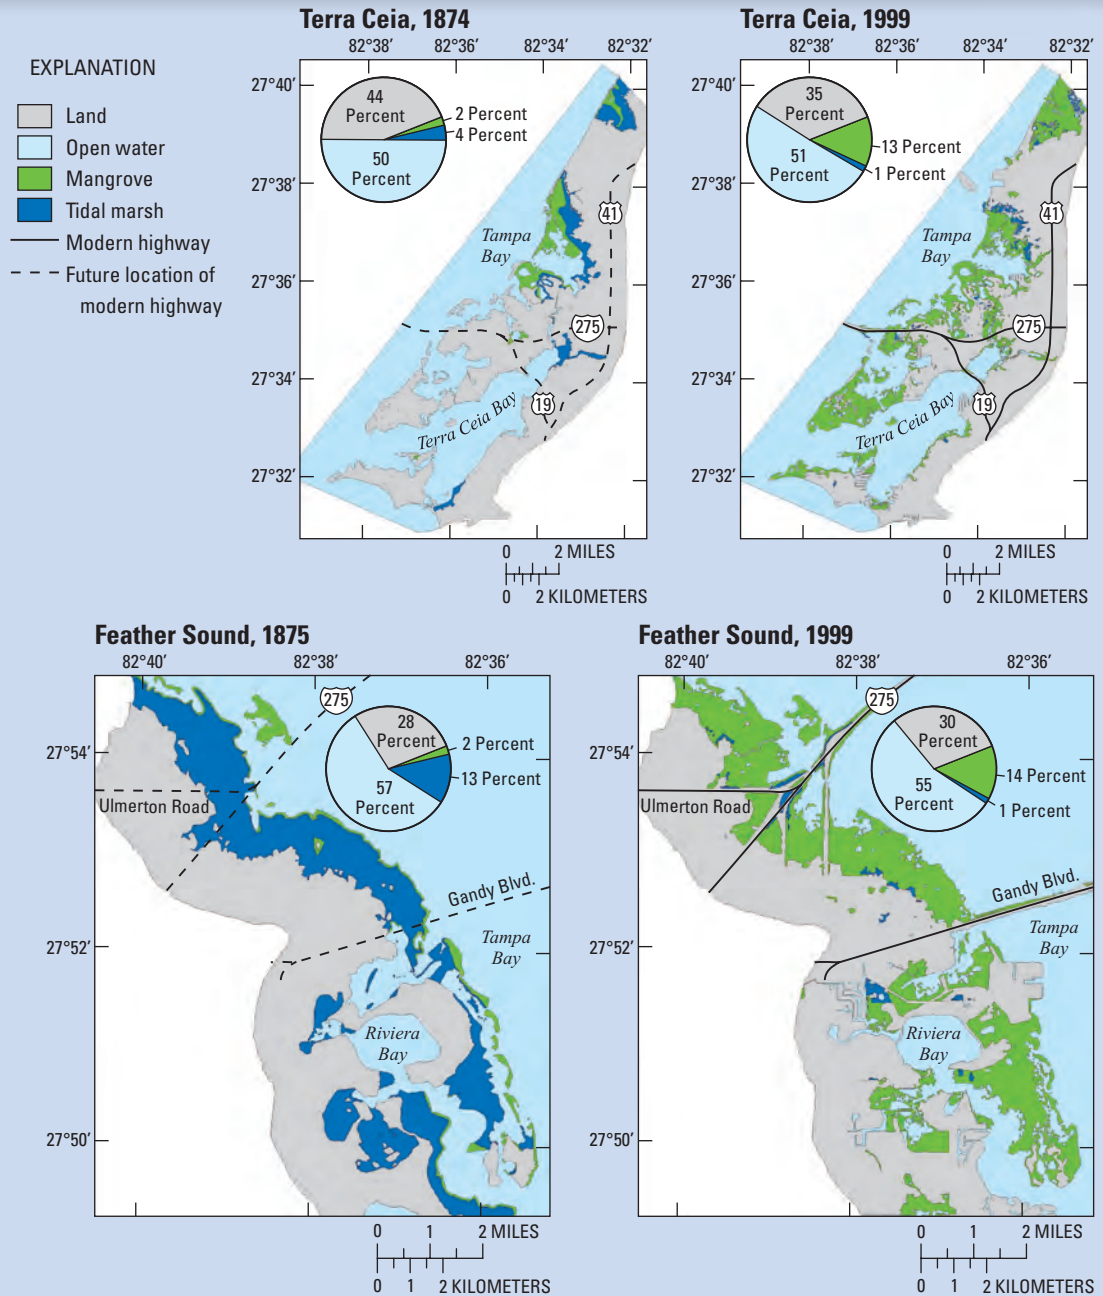 Terra Ceia, 1874
82°38′ 82°36′ 82°34′ 82°32′
EXPLANATION
Land
Open water
Mangrove
Tidal marsh
Modern highway
Future location of
modern highway
27°40′
27°38′
27°36′
27°34′
27°32′
44
Percent
2 Percent
4 Percent
50
Percent
41
Tampa
Bay
275
19
Terra Ceia Bay
0 2 MILES
0 2 KILOMETERS
Terra Ceia, 1999
82°38′ 82°36′ 82°34′ 82°32′
27°40′
27°38′
27°36′
27°34′
27°32′
35
Percent
13 Percent
1 Percent
51
Percent
41
Tampa
Bay
275
19
Terra Ceia Bay
0 2 MILES
0 2 KILOMETERS
Feather Sound, 1875
82°40′ 82°38′ 82°36′
27°54′
27°52′
27°50′
275
28
Percent
2 Percent
13 Percent
57
Percent
Ulmerton Road
Gandy Blvd.
Tampa
Bay
Riviera
Bay
0 1 2 MILES
0 1 2 KILOMETERS
Feather Sound, 1999
82°40′ 82°38′ 82°36′
27°54′
27°52′
27°50′
275
30
Percent
14 Percent
1 Percent
55
Percent
Ulmerton Road
Gandy Blvd.
Tampa
Bay
Riviera
Bay
0 1 2 MILES
0 1 2 KILOMETERS